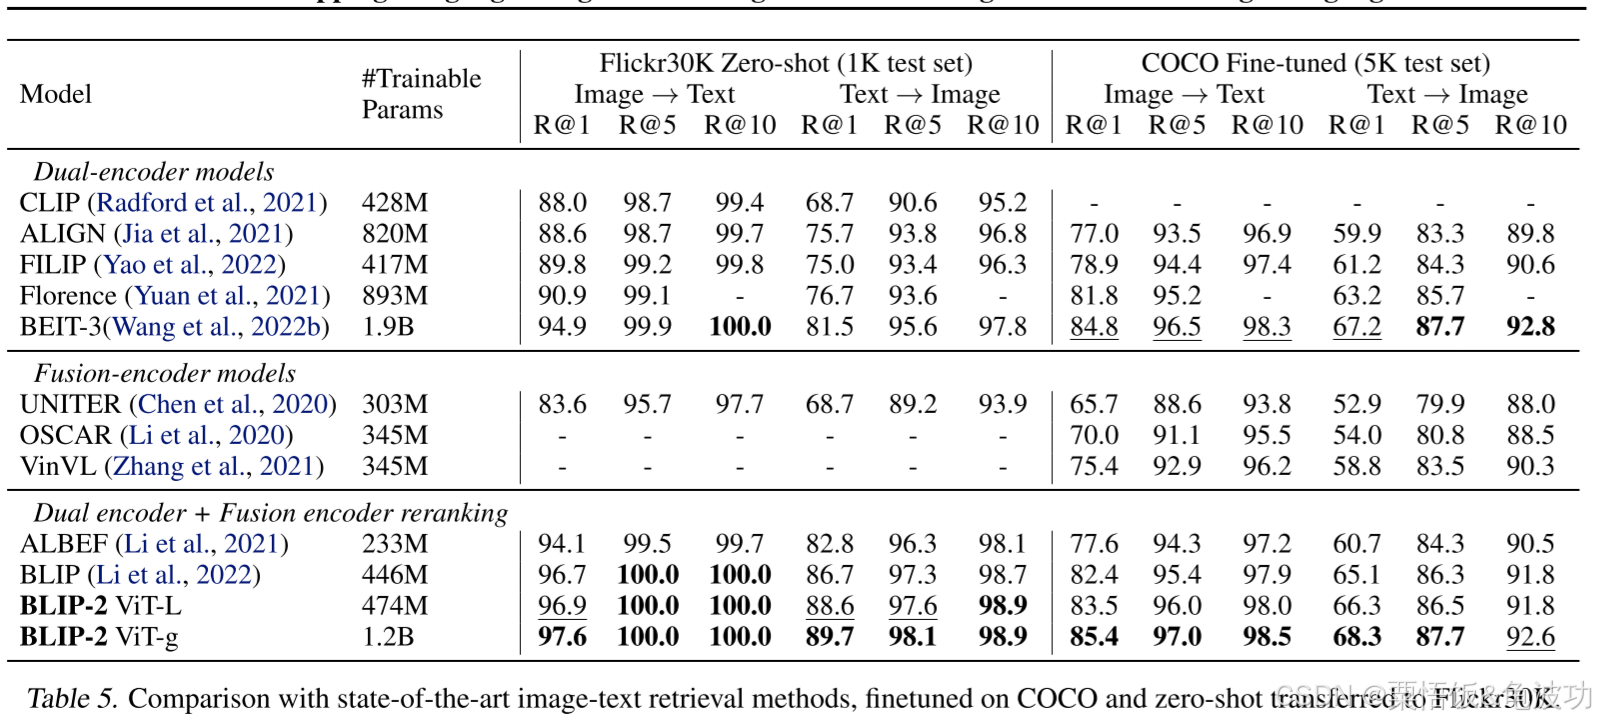 Flickr30K Zero-shot (1K test set) COCO Fine-tuned (5K test set)
Model #Trainable Params Image → Text Text → Image Image → Text Text → Image
R@1 R@5 R@10 R@1 R@5 R@10 R@1 R@5 R@10 R@1 R@5 R@10
Dual-encoder models
CLIP (Radford et al., 2021) 428M 88.0 98.7 99.4 68.7 90.6 95.2 - - - - - -
ALIGN (Jia et al., 2021) 820M 88.6 98.7 99.7 75.7 93.8 96.8 77.0 93.5 96.9 59.9 83.3 89.8
FILIP (Yao et al., 2022) 417M 89.8 99.2 99.8 75.0 93.4 96.3 78.9 94.4 97.4 61.2 84.3 90.6
Florence (Yuan et al., 2021) 893M 90.9 99.1 - 76.7 93.6 - 81.8 95.2 - 63.2 85.7 -
BEIT-3(Wang et al., 2022b) 1.9B 94.9 99.9 100.0 81.5 95.6 97.8 84.8 96.5 98.3 67.2 87.7 92.8
Fusion-encoder models
UNITER (Chen et al., 2020) 303M 83.6 95.7 97.7 68.7 89.2 93.9 65.7 88.6 93.8 52.9 79.9 88.0
OSCAR (Li et al., 2020) 345M - - - - - - 70.0 91.1 95.5 54.0 80.8 88.5
VinVL (Zhang et al., 2021) 345M - - - - - - 75.4 92.9 96.2 58.8 83.5 90.3
Dual encoder + Fusion encoder reranking
ALBEF (Li et al., 2021) 233M 94.1 99.5 99.7 82.8 96.3 98.1 77.6 94.3 97.2 60.7 84.3 90.5
BLIP (Li et al., 2022) 446M 96.7 100.0 100.0 86.7 97.3 98.7 82.4 95.4 97.9 65.1 86.3 91.8
BLIP-2 ViT-L 474M 96.9 100.0 100.0 88.6 97.6 98.9 83.5 96.0 98.0 66.3 86.5 91.8
BLIP-2 ViT-g 1.2B 97.6 100.0 100.0 89.7 98.1 98.9 85.4 97.0 98.5 68.3 87.7 92.6
Table 5. Comparison with state-of-the-art image-text retrieval methods, finetuned on COCO and zero-shot transferred to Flickr30K.
CSDN @粟悟饭&龟波功